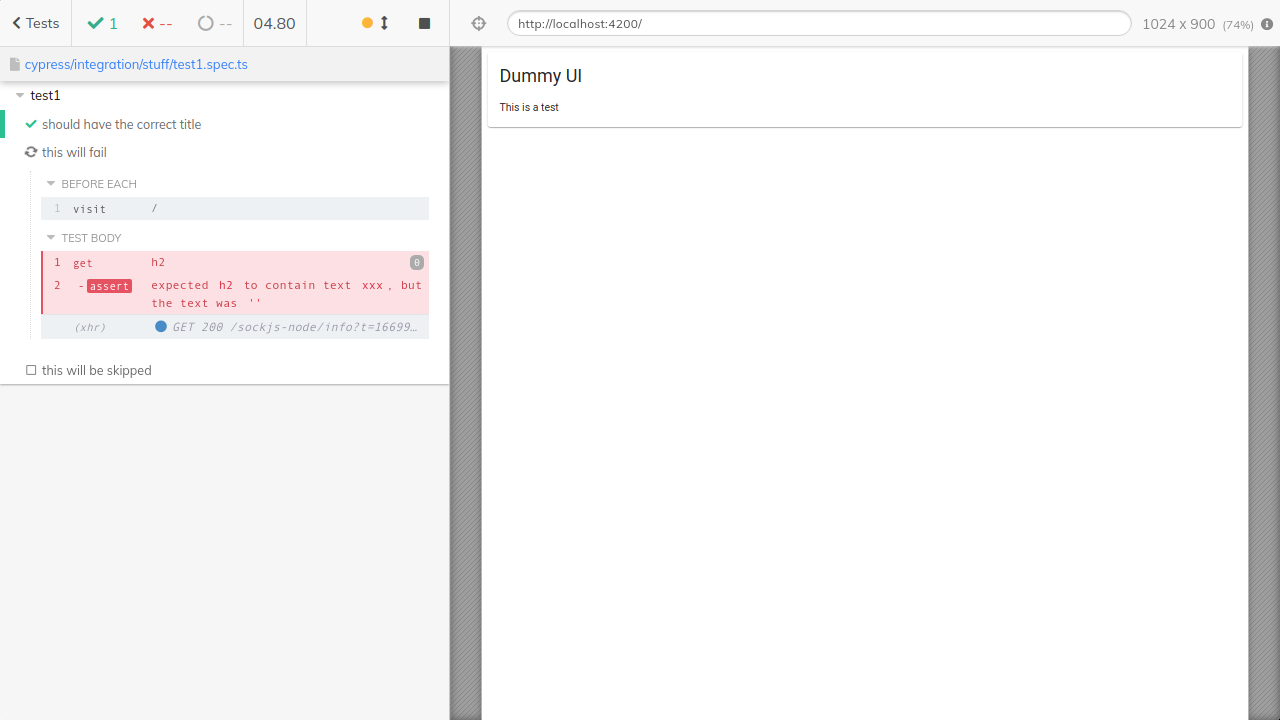 Tests 1 -- -- 04.80
http://localhost:4200/ 1024 x 900 (74%)
cypress/integration/stuff/test1.spec.ts
test1
should have the correct title
this will fail
BEFORE EACH
1 visit /
TEST BODY
1 get h2 0
2 -assert expected h2 to contain text xxx, but
the text was ''
(xhr) GET 200 /sockjs-node/info?t=16699…
this will be skipped
Dummy UI
This is a test